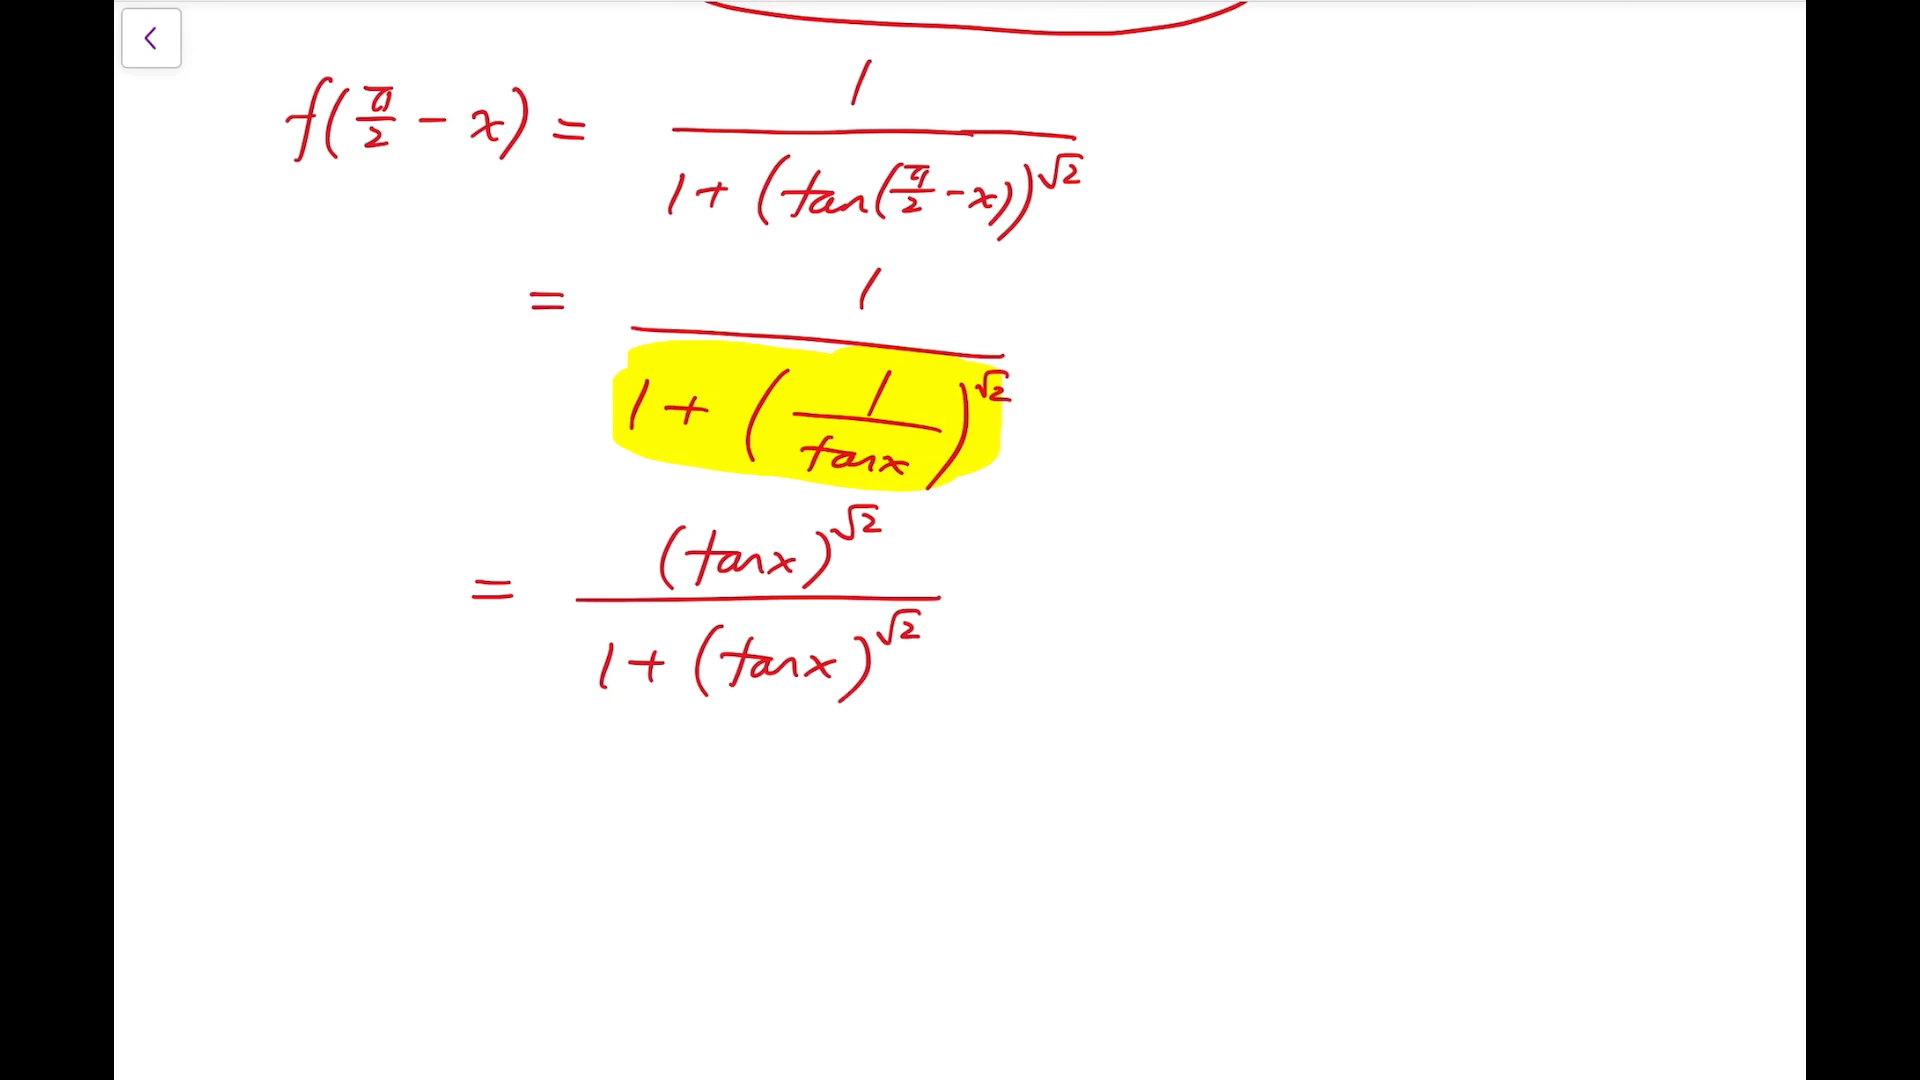 f(π/2 - x) = 1/(1 + (tan(π/2 - x))^√2)
= 1/(1 + (1/tanx)^√2)
= (tanx)^√2/(1 + (tanx)^√2)